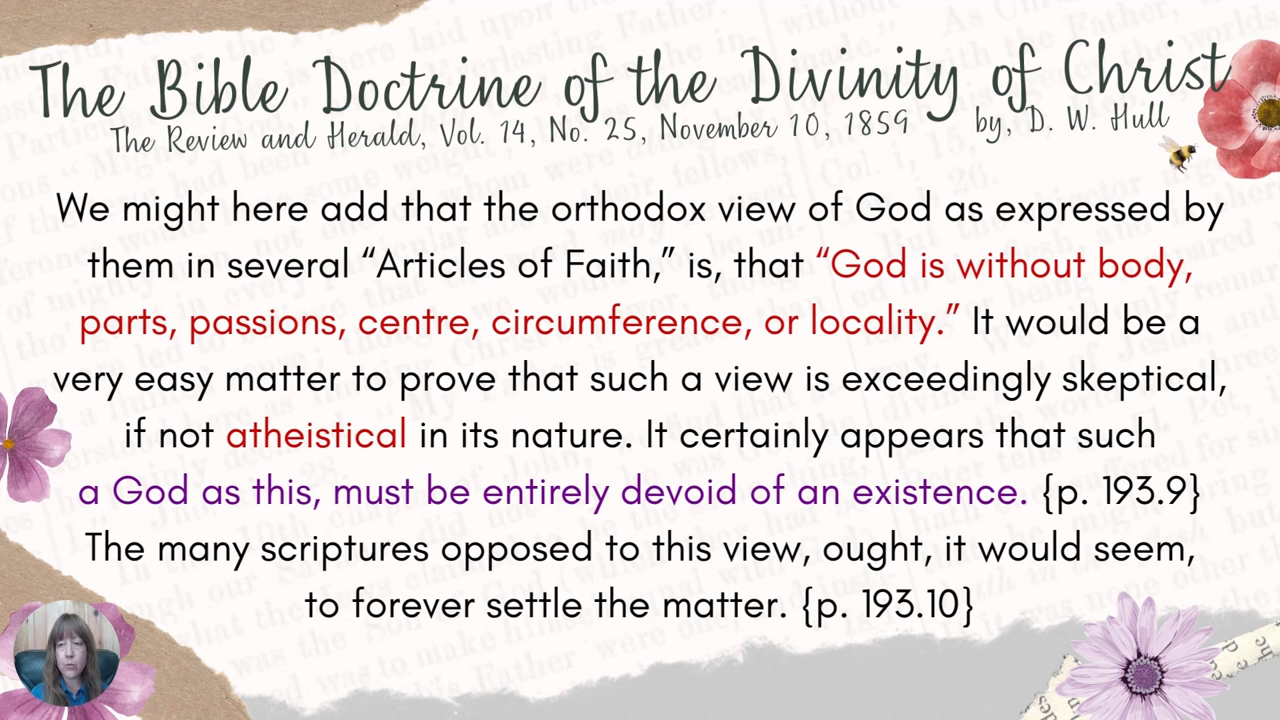 The Bible Doctrine of the Divinity of Christ
The Review and Herald, Vol. 14, No. 25, November 10, 1859 by, D. W. Hull
We might here add that the orthodox view of God as expressed by
them in several “Articles of Faith,” is, that “God is without body,
parts, passions, centre, circumference, or locality.” It would be a
very easy matter to prove that such a view is exceedingly skeptical,
if not atheistical in its nature. It certainly appears that such
a God as this, must be entirely devoid of an existence. {p. 193.9}
The many scriptures opposed to this view, ought, it would seem,
to forever settle the matter. {p. 193.10}